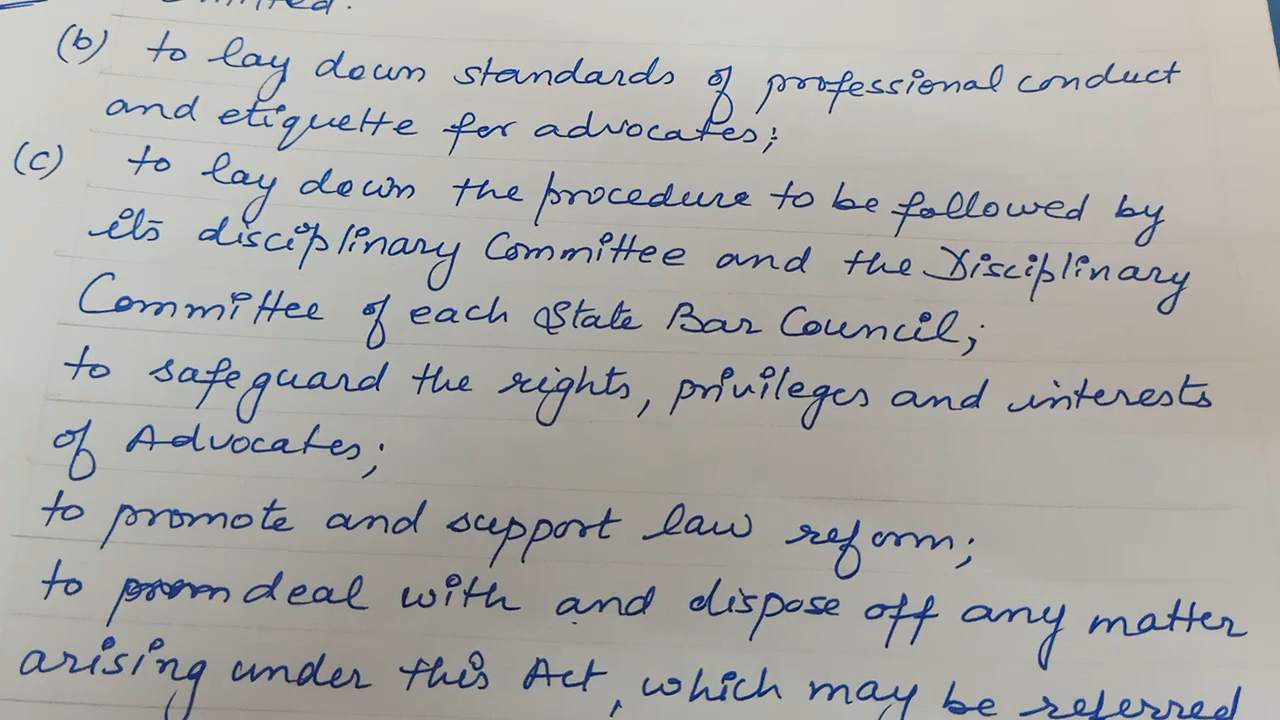 (b) to lay down standards of professional conduct
and etiquette for advocates;
(c) to lay down the procedure to be followed by
its disciplinary Committee and the Disciplinary
Committee of each State Bar Council;
to safeguard the rights, privileges and interests
of Advocates;
to promote and support law reform;
to deal with and dispose off any matter
arising under this Act, which may be referred